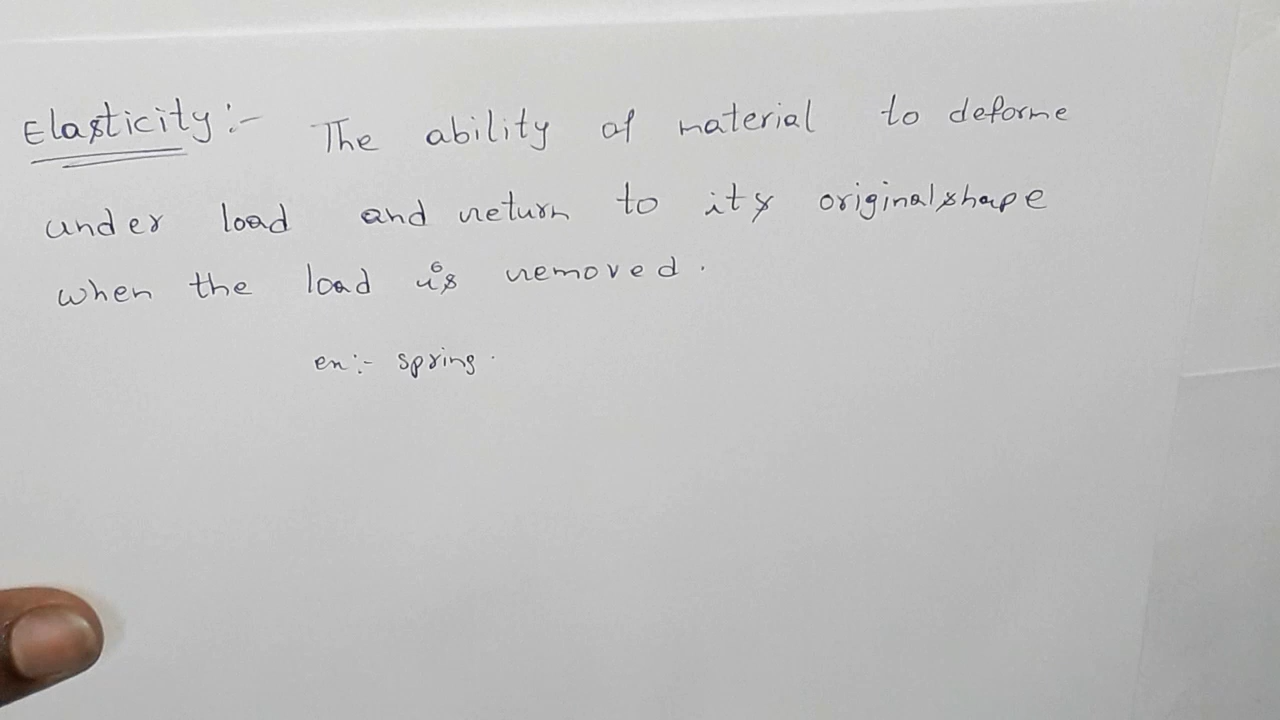 Elasticity:- The ability of material to deforme
under load and return to its original shape
when the load is removed.
ex:- spring.